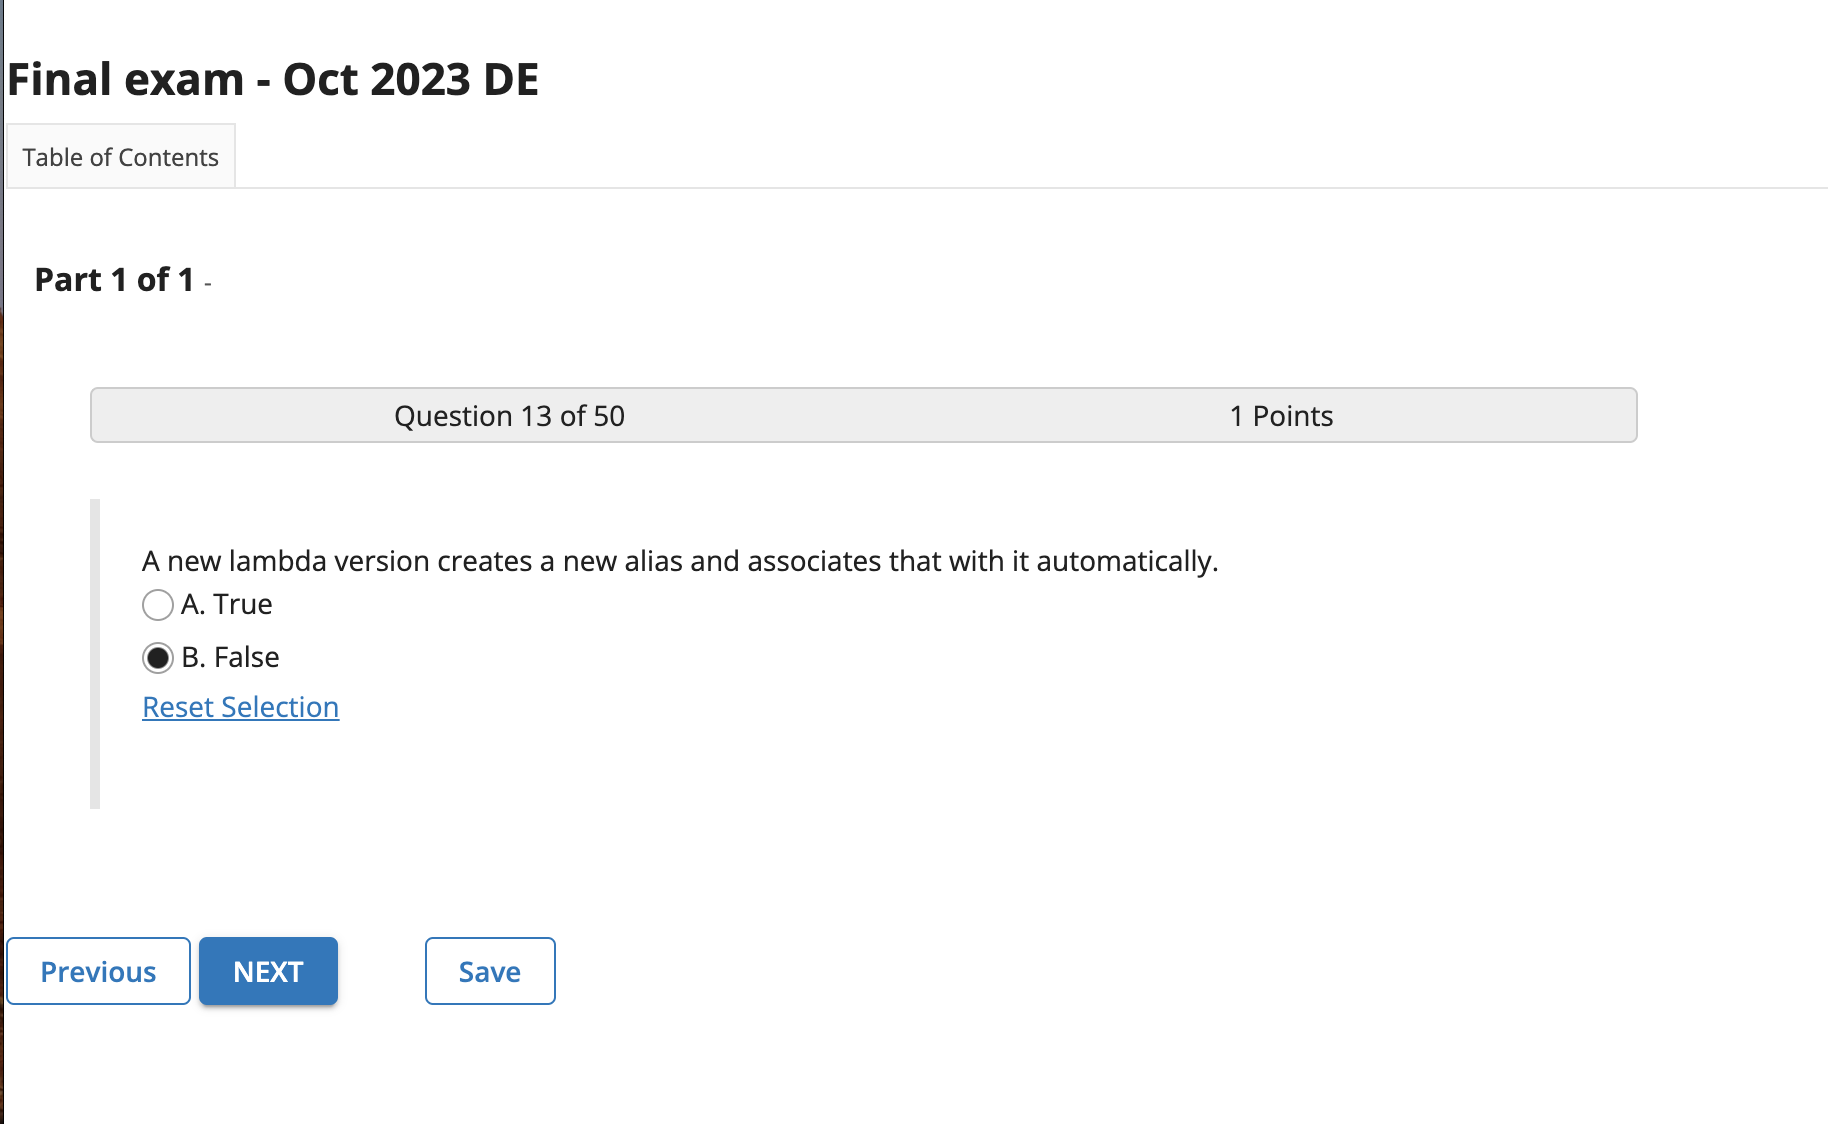 Final exam - Oct 2023 DE
Table of Contents
Part 1 of 1 -
Question 13 of 50 1 Points
A new lambda version creates a new alias and associates that with it automatically.
A. True
B. False
Reset Selection
Previous NEXT Save